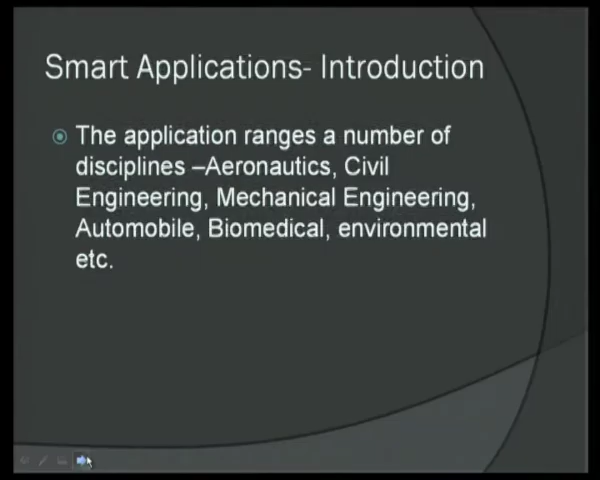 Smart Applications- Introduction
The application ranges a number of
disciplines –Aeronautics, Civil
Engineering, Mechanical Engineering,
Automobile, Biomedical, environmental
etc.